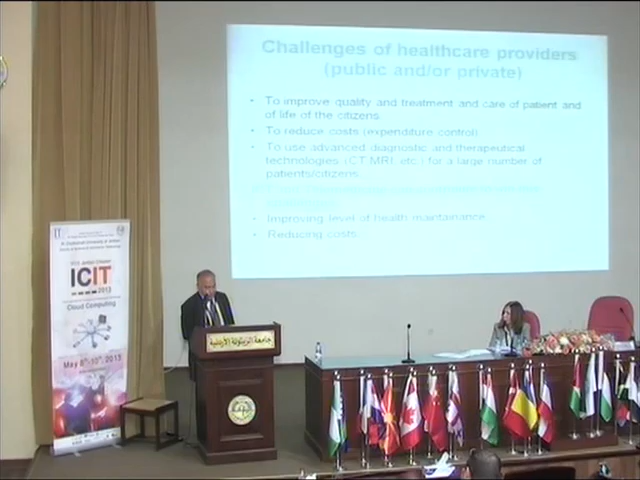 Challenges of healthcare providers
(public and/or private)
• To improve quality and treatment and care of patient and
of life of the citizens.
• To reduce costs (expenditure control)
• To use advanced diagnostic and therapeutical
technologies (CT MRI, etc.) for a large number of
patients/citizens.
• Improving level of health maintainance
• Reducing costs
ICIT
2013
Cloud Computing
May 8th-10th, 2013
جامعة الزيتونة الأردنية